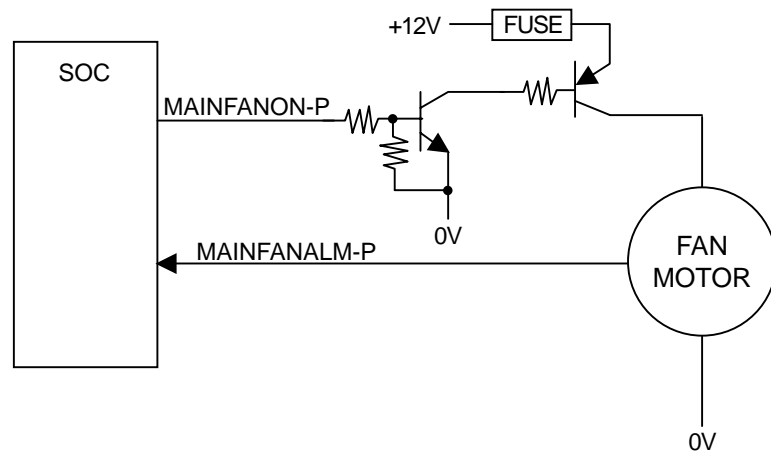 +12V
FUSE
SOC
MAINFANON-P
0V
MAINFANALM-P
FAN
MOTOR
0V